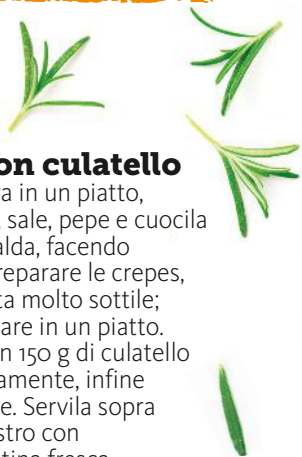 on culatello
a in un piatto,
sale, pepe e cuocila
alda, facendo
reparare le crepes,
ta molto sottile;
are in un piatto.
n 150 g di culatello
amente, infine
e. Servila sopra
stro con